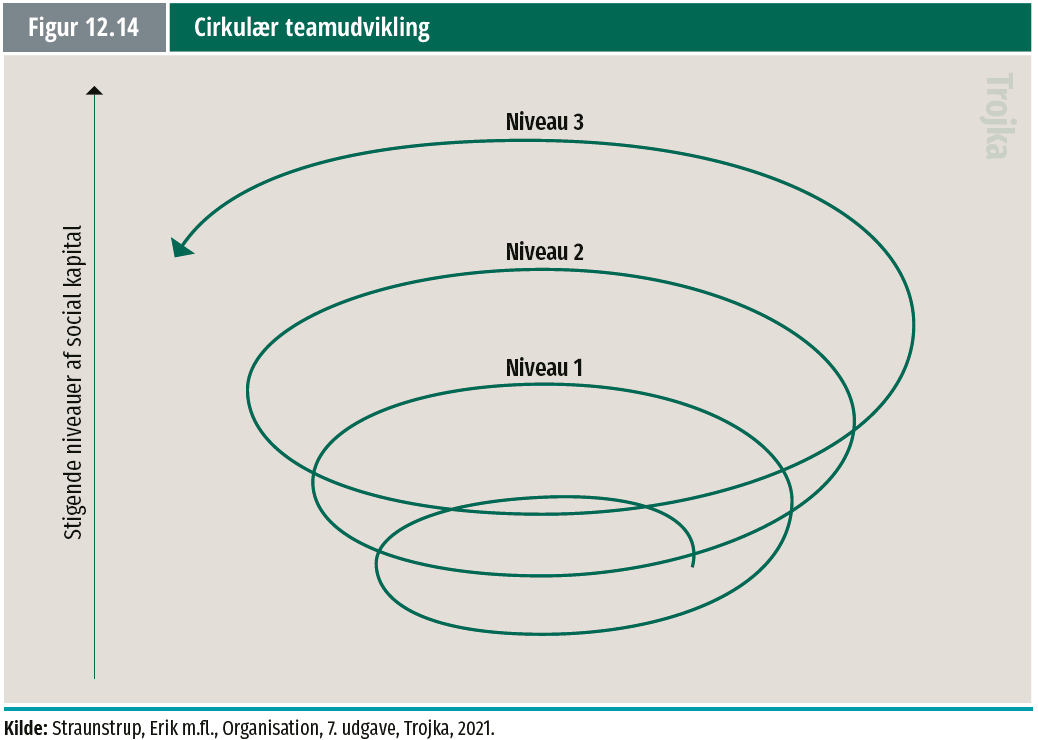 Figur 12.14
Cirkulær teamudvikling
Trojka
Niveau 3
Niveau 2
Niveau 1
Stigende niveauer af social kapital
Kilde: Straunstrup, Erik m.fl., Organisation, 7. udgave, Trojka, 2021.